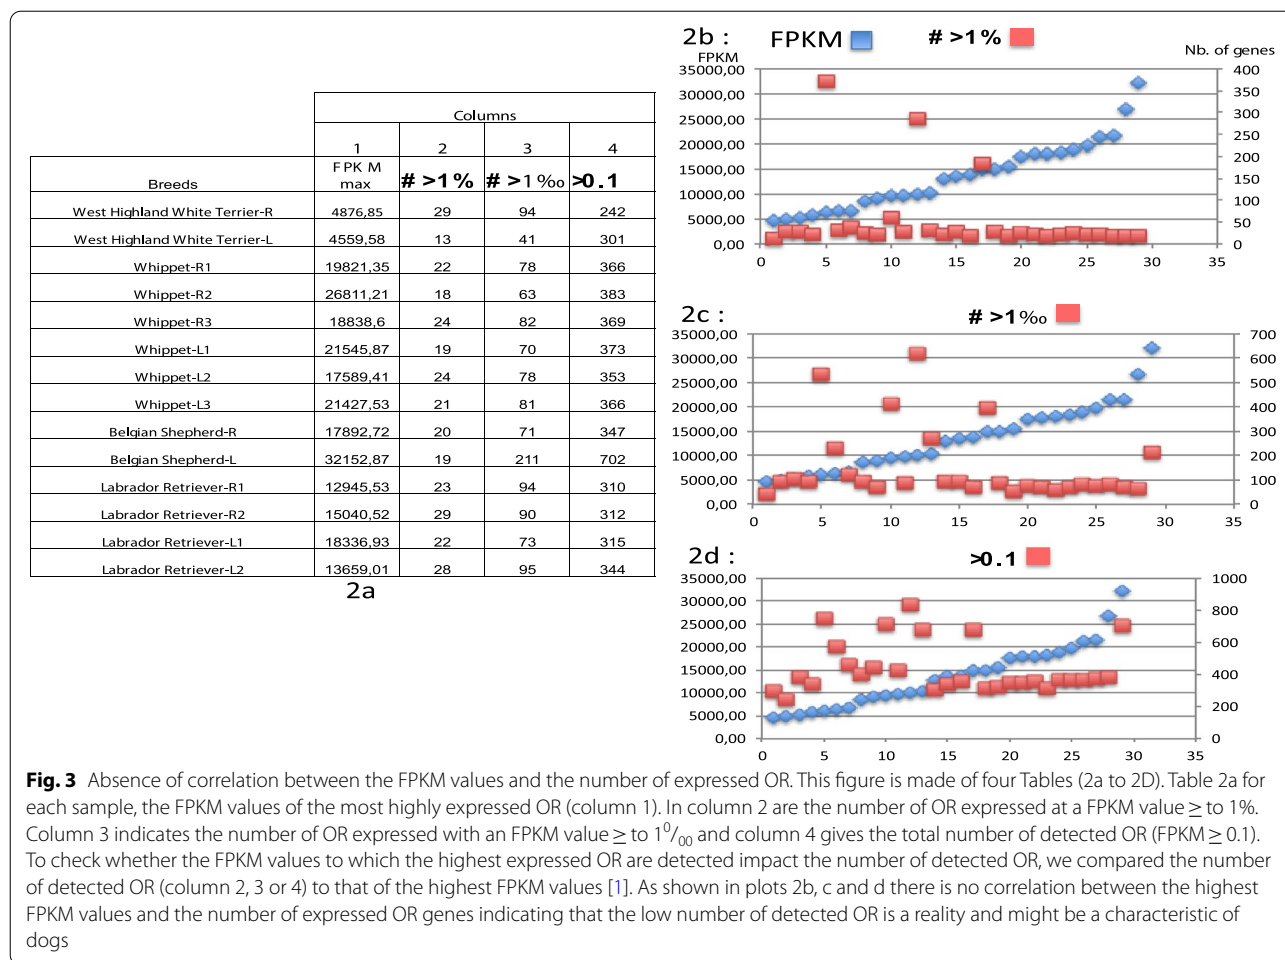 Columns
1 2 3 4
Breeds FPKM max # >1% # >1‰ >0.1
West Highland White Terrier-R 4876,85 29 94 242
West Highland White Terrier-L 4559,58 13 41 301
Whippet-R1 19821,35 22 78 366
Whippet-R2 26811,21 18 63 383
Whippet-R3 18838,6 24 82 369
Whippet-L1 21545,87 19 70 373
Whippet-L2 17589,41 24 78 353
Whippet-L3 21427,53 21 81 366
Belgian Shepherd-R 17892,72 20 71 347
Belgian Shepherd-L 32152,87 19 211 702
Labrador Retriever-R1 12945,53 23 94 310
Labrador Retriever-R2 15040,52 29 90 312
Labrador Retriever-L1 18336,93 22 73 315
Labrador Retriever-L2 13659,01 28 95 344
2a
2b : FPKM # >1%
FPKM Nb. of genes
35000,00 400
30000,00 350
25000,00 300
20000,00 250
15000,00 200
10000,00 150
5000,00 100
0,00 50
0
0 5 10 15 20 25 30 35
2c : # >1‰
35000,00 700
30000,00 600
25000,00 500
20000,00 400
15000,00 300
10000,00 200
5000,00 100
0,00 0
0 5 10 15 20 25 30 35
2d : >0.1
35000,00 1000
30000,00 800
25000,00 600
20000,00 400
15000,00 200
10000,00 0
5000,00
0,00
0 5 10 15 20 25 30 35
Fig. 3 Absence of correlation between the FPKM values and the number of expressed OR. This figure is made of four Tables (2a to 2D). Table 2a for
each sample, the FPKM values of the most highly expressed OR (column 1). In column 2 are the number of OR expressed at a FPKM value ≥ to 1%.
Column 3 indicates the number of OR expressed with an FPKM value ≥ to 1⁰/₀₀ and column 4 gives the total number of detected OR (FPKM ≥ 0.1).
To check whether the FPKM values to which the highest expressed OR are detected impact the number of detected OR, we compared the number
of detected OR (column 2, 3 or 4) to that of the highest FPKM values [1]. As shown in plots 2b, c and d there is no correlation between the highest
FPKM values and the number of expressed OR genes indicating that the low number of detected OR is a reality and might be a characteristic of
dogs